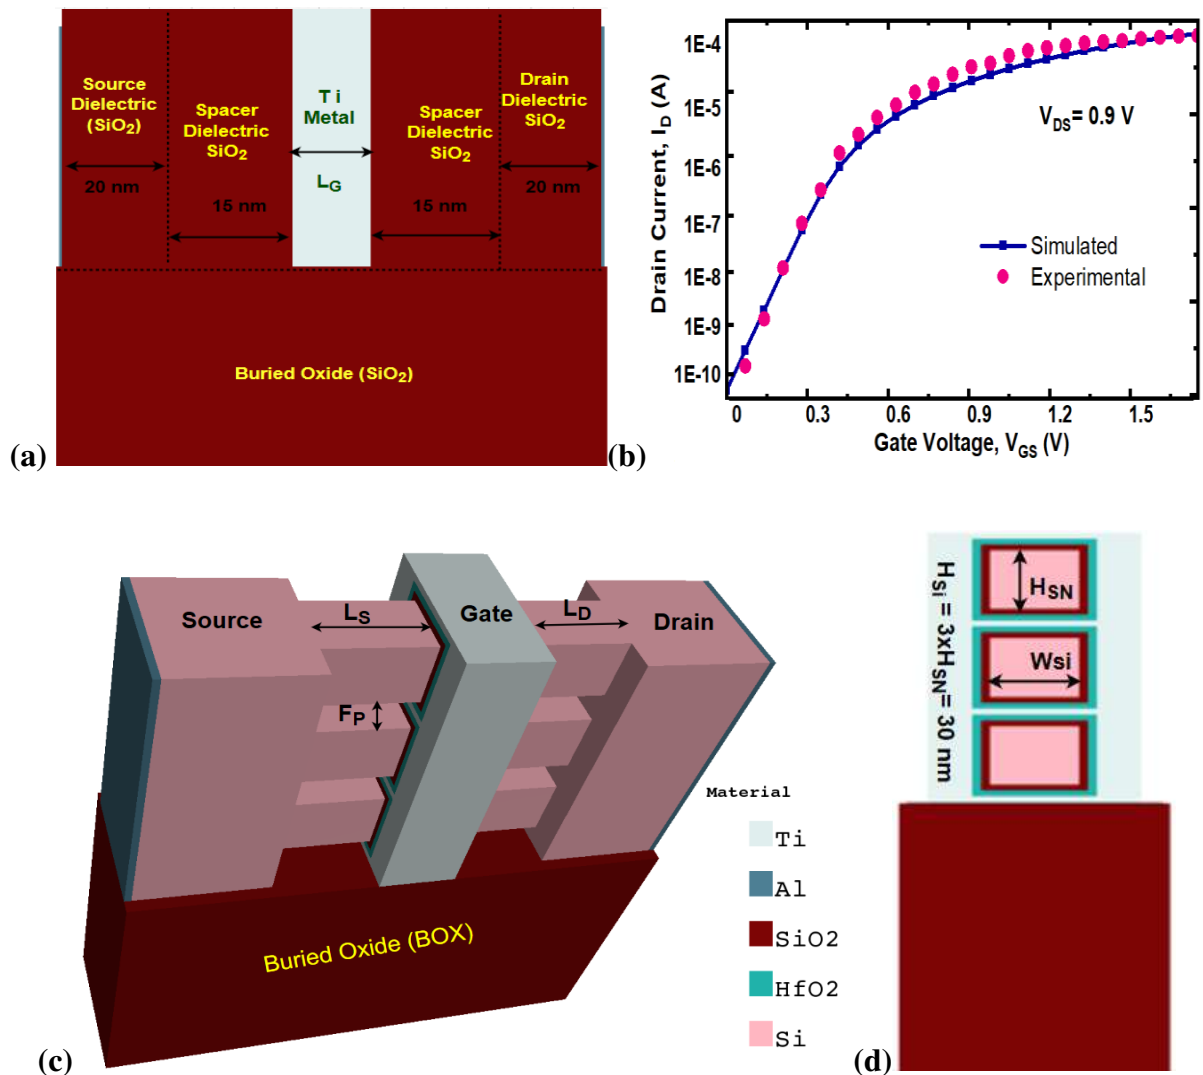 Source
Dielectric
(SiO2)
20 nm
Spacer
Dielectric
SiO2
15 nm
Ti
Metal
LG
Spacer
Dielectric
SiO2
15 nm
Drain
Dielectric
SiO2
20 nm
Buried Oxide (SiO2)
(a)
Drain Current, ID (A)
1E-4
1E-5
1E-6
1E-7
1E-8
1E-9
1E-10
VDS= 0.9 V
Simulated
Experimental
0 0.3 0.6 0.9 1.2 1.5
Gate Voltage, VGS (V)
(b)
Source
LS
Gate
LD
Drain
FP
Buried Oxide (BOX)
(c)
Material
Ti
Al
SiO2
HfO2
Si
HSi = 3xHSN= 30 nm
HSN
Wsi
(d)